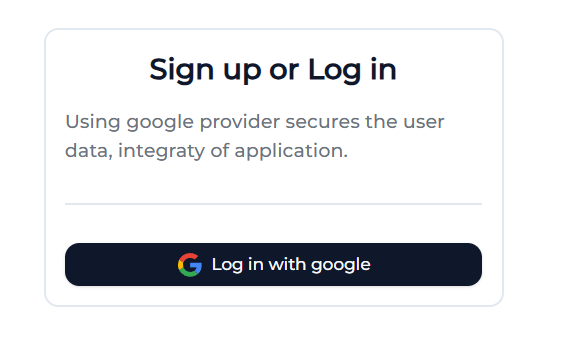 Sign up or Log in
Using google provider secures the user
data, integraty of application.
Log in with google